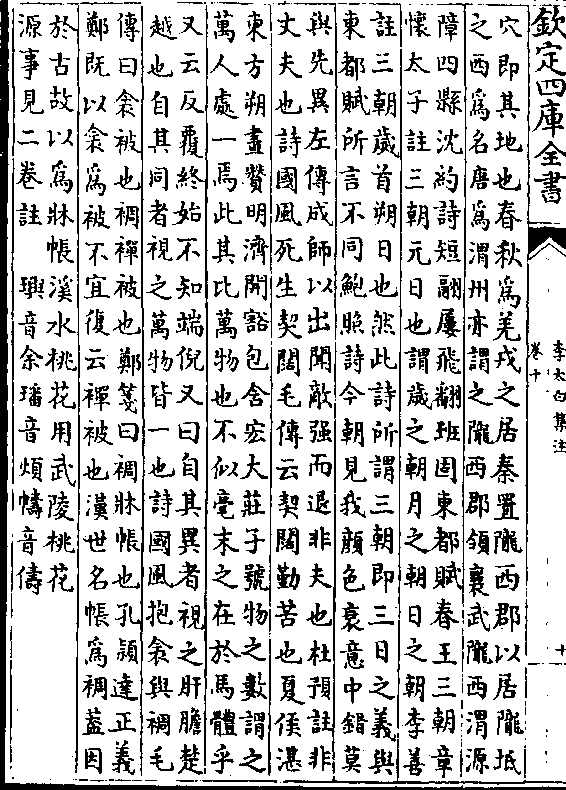 欽定四庫全書
李太白集注
卷十
十
穴即其地也春秋為羌戎之居秦置隴西郡以居隴坻
之西為名唐為渭州亦謂之隴西郡領襄武隴西渭源
障四縣沈約詩短翮屢飛翻班固東都賦春王三朝章
懷太子註三朝元日也謂歲之朝月之朝日之朝李善
註三朝歲首朔日也然此詩所謂三朝即三日之義與
東都賦所言不同鮑照詩今朝見我顏色衰意中錯莫
與先異左傳成師以出聞敵强而退非夫也杜預註非
丈夫也詩國風死生契闊毛傳云契闊勤苦也夏侯湛
東方朔畫贊明濟開豁包含宏大莊子號物之數謂之
萬人處一焉此其比萬物也不似毫末之在於馬體乎
又云反覆終始不知端倪又曰自其異者視之肝膽楚
越也自其同者視之萬物皆一也詩國風抱衾與裯毛
傳曰衾被也裯襌被也鄭箋曰裯牀帳也孔穎達正義
鄭既以衾為被不宜復云襌被也漢世名帳為裯蓋因
於古故以為牀帳溪水桃花用武陵桃花
源事見二卷註 璵音余璠音煩幬音儔